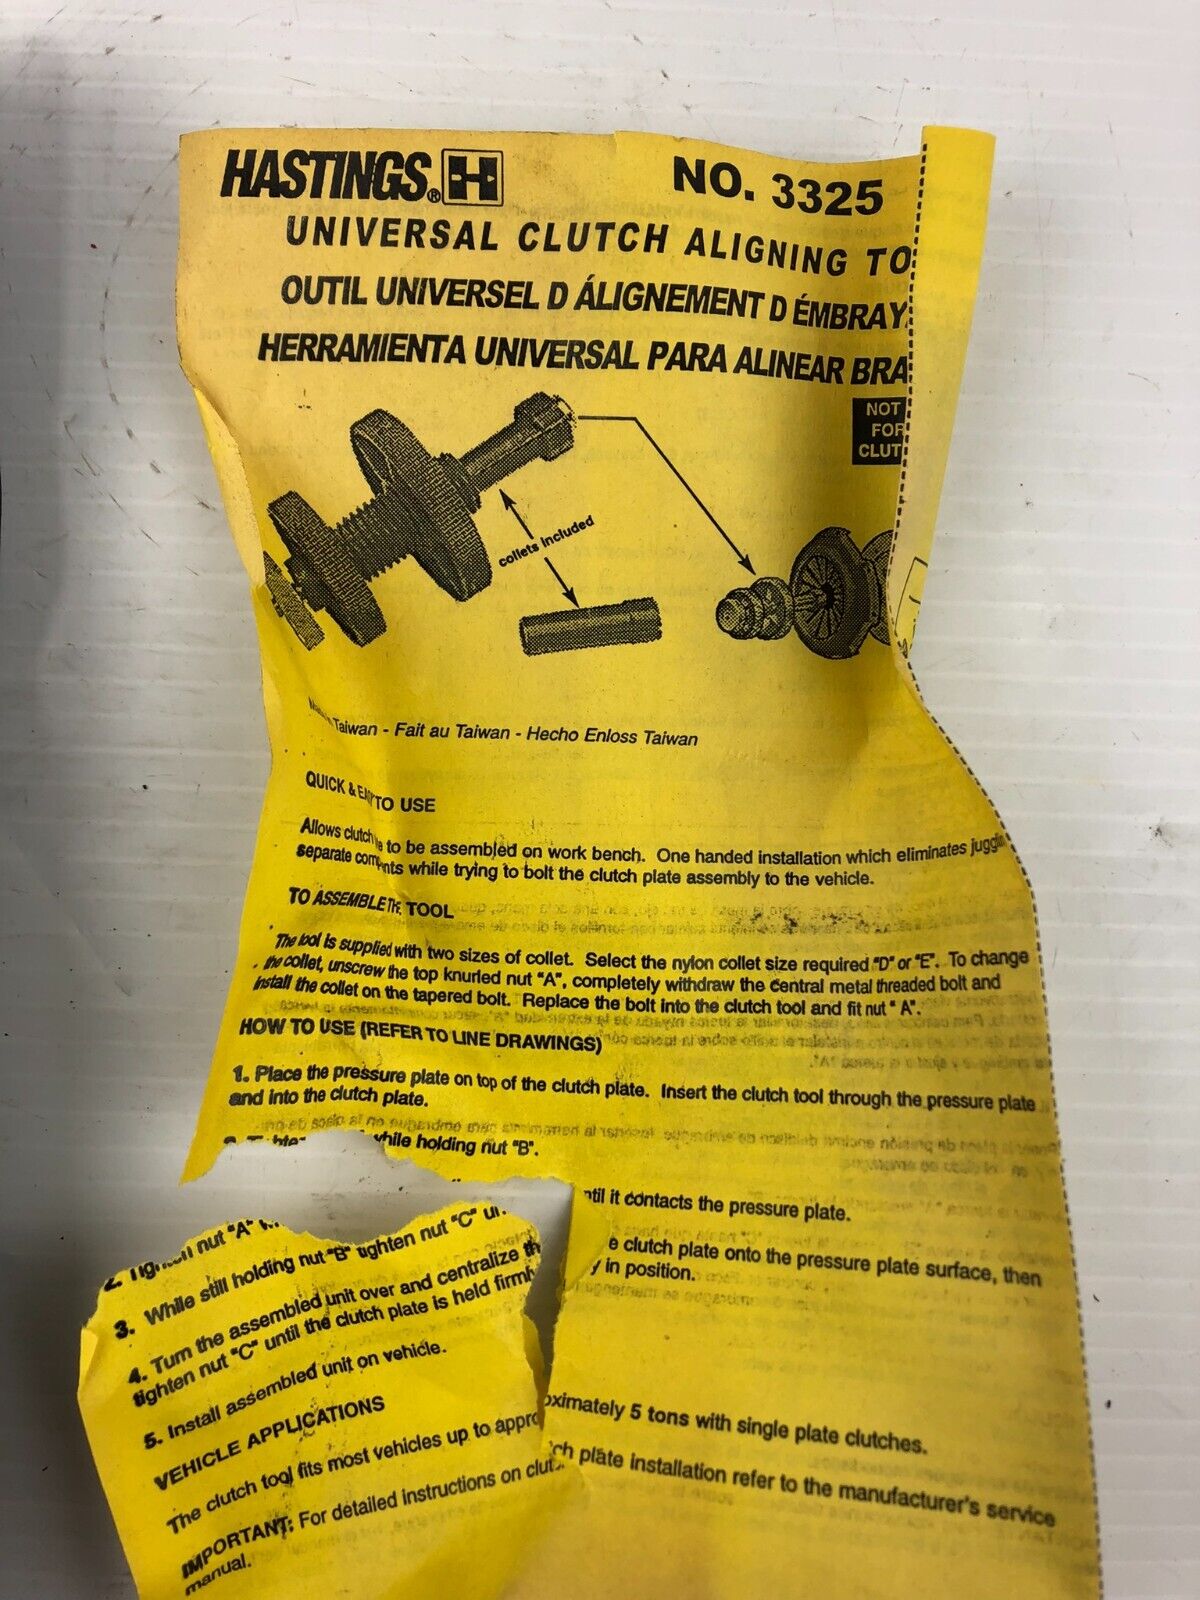 HASTINGS® H
NO. 3325
UNIVERSAL CLUTCH ALIGNING TO
OUTIL UNIVERSEL D ÁLIGNEMENT D ÉMBRAY
HERRAMIENTA UNIVERSAL PARA ALINEAR BRA
NOT
FOR
CLUT
collets included
Taiwan - Fait au Taiwan - Hecho Enloss Taiwan
QUICK & EASY TO USE
Allows clutch to be assembled on work bench. One handed installation which eliminates juggling
separate while trying to bolt the clutch plate assembly to the vehicle.
TO ASSEMBLE THE TOOL
The tool is supplied with two sizes of collet. Select the nylon collet size required "D" or "E". To change
the collet, unscrew the top knurled nut "A", completely withdraw the central metal threaded bolt and
install the collet on the tapered bolt. Replace the bolt into the clutch tool and fit nut " A".
HOW TO USE (REFER TO LINE DRAWINGS)
1. Place the pressure plate on top of the clutch plate. Insert the clutch tool through the pressure plate
and into the clutch plate.
2. Tighten nut "A" while holding nut "B".
3. While still holding nut "B" tighten nut "C" until it contacts the pressure plate.
4. Turn the assembled unit over and centralize the clutch plate onto the pressure plate surface, then
tighten nut "C" until the clutch plate is held firmly in position.
5. Install assembled unit on vehicle.
VEHICLE APPLICATIONS
The clutch tool fits most vehicles up to approximately 5 tons with single plate clutches.
IMPORTANT: For detailed instructions on clutch plate installation refer to the manufacturer's service
manual.